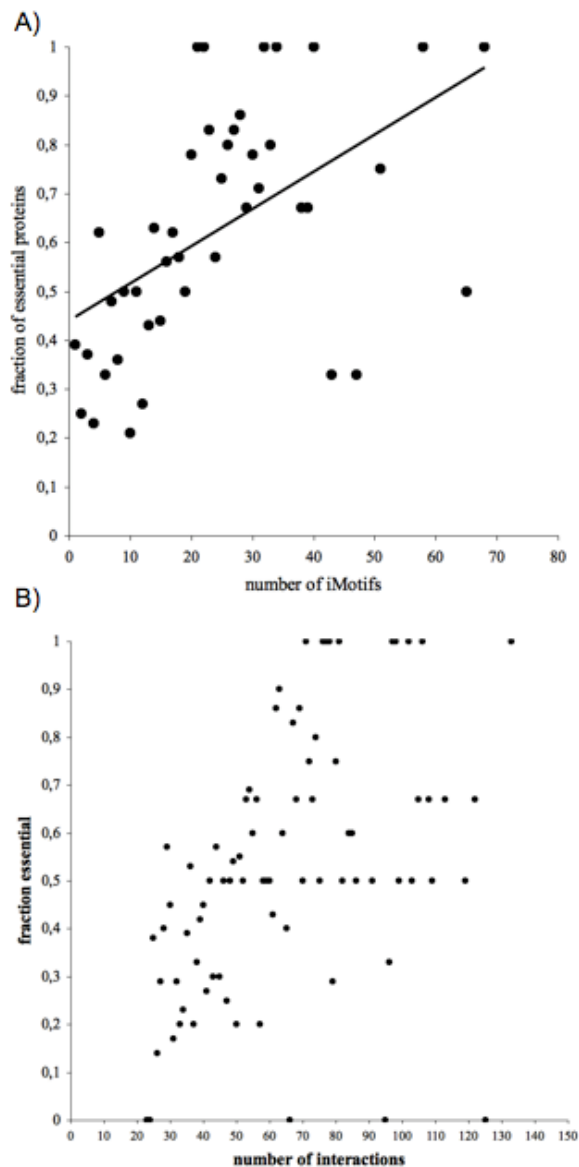 A)
fraction of essential proteins
1
0,9
0,8
0,7
0,6
0,5
0,4
0,3
0,2
0,1
0
0 10 20 30 40 50 60 70 80
number of iMotifs
B)
fraction essential
1
0,9
0,8
0,7
0,6
0,5
0,4
0,3
0,2
0,1
0
0 10 20 30 40 50 60 70 80 90 100 110 120 130 140 150
number of interactions